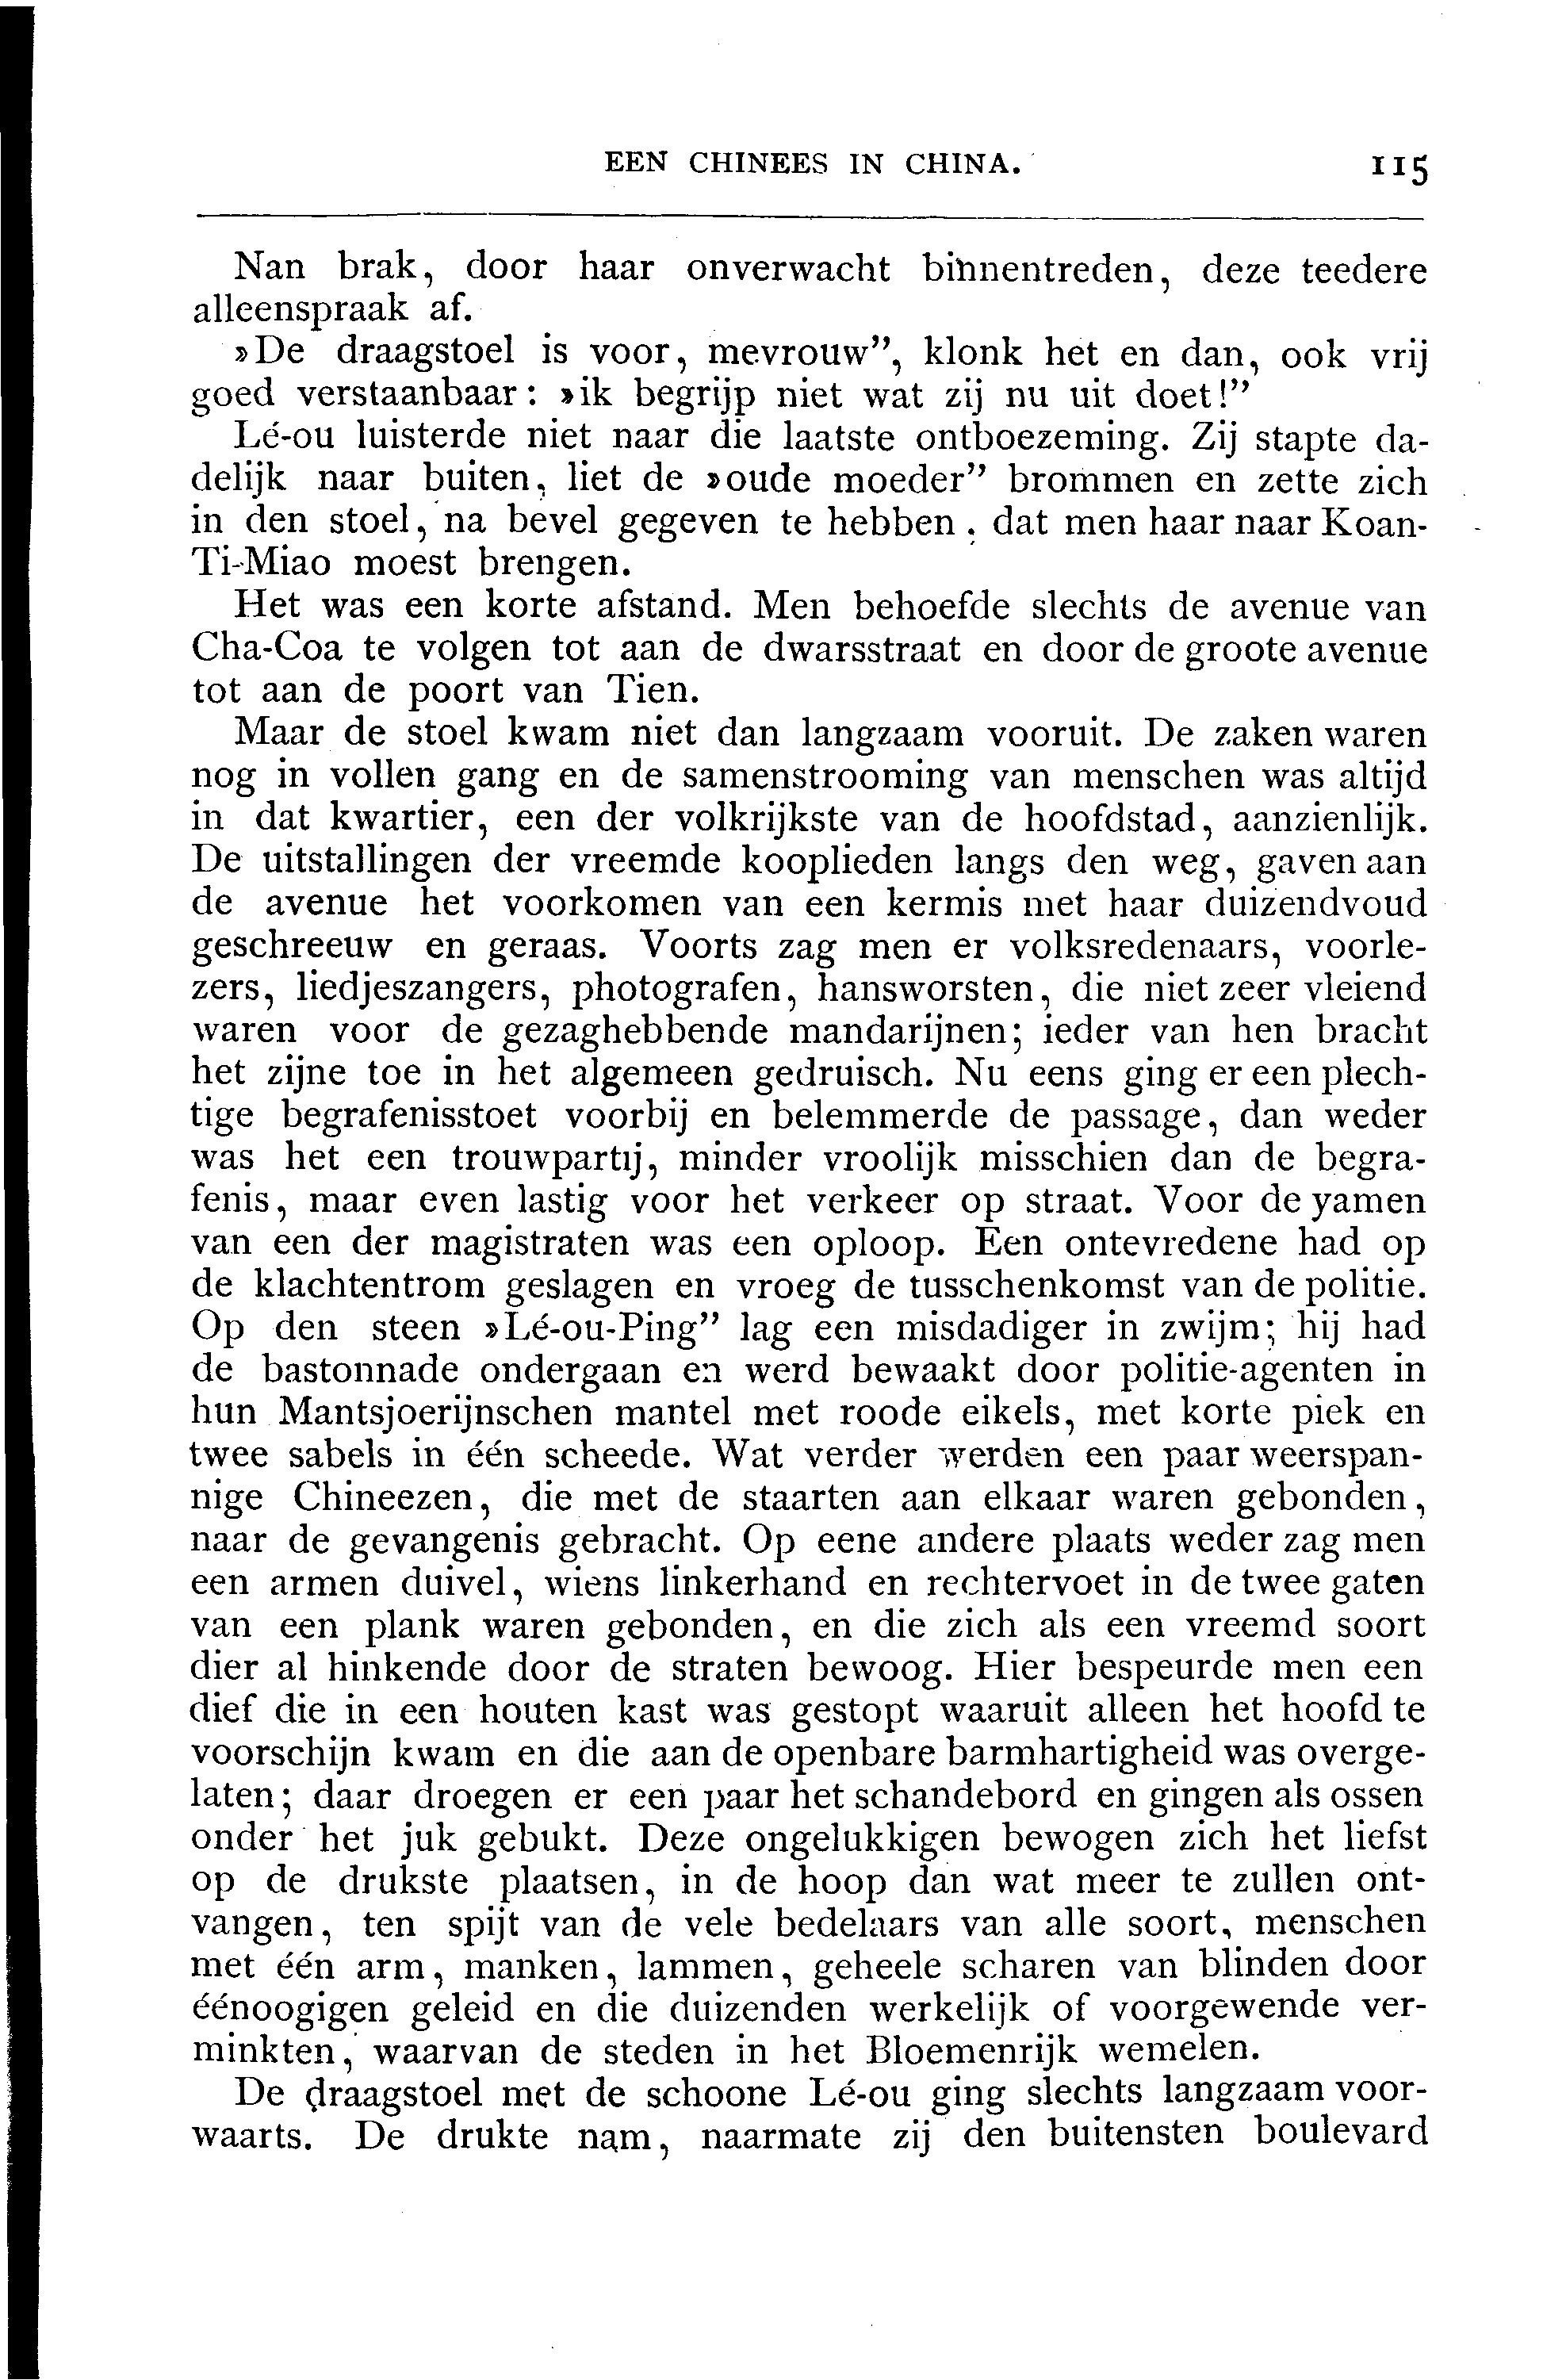 EEN CHINEES IN CHINA. 115
Nan brak, door haar onverwacht binnentreden, deze teedere
alleenspraak af.
»De draagstoel is voor, mevrouw”, klonk het en dan, ook vrij
goed verstaanbaar: »ik begrijp niet wat zij nu uit doet!”
Lé-ou luisterde niet naar die laatste ontboezeming. Zij stapte da-
delijk naar buiten, liet de »oude moeder” brommen en zette zich
in den stoel, na bevel gegeven te hebben, dat men haar naar Koan-
Ti-Miao moest brengen.
Het was een korte afstand. Men behoefde slechts de avenue van
Cha-Coa te volgen tot aan de dwarsstraat en door de groote avenue
tot aan de poort van Tien.
Maar de stoel kwam niet dan langzaam vooruit. De zaken waren
nog in vollen gang en de samenstrooming van menschen was altijd
in dat kwartier, een der volkrijkste van de hoofdstad, aanzienlijk.
De uitstallingen der vreemde kooplieden langs den weg, gaven aan
de avenue het voorkomen van een kermis met haar duizendvoud
geschreeuw en geraas. Voorts zag men er volksredenaars, voorle-
zers, liedjeszangers, photografen, hansworsten, die niet zeer vleiend
waren voor de gezaghebbende mandarijnen; ieder van hen bracht
het zijne toe in het algemeen gedruisch. Nu eens ging er een plech-
tige begrafenisstoet voorbij en belemmerde de passage, dan weder
was het een trouwpartij, minder vroolijk misschien dan de begra-
fenis, maar even lastig voor het verkeer op straat. Voor de yamen
van een der magistraten was een oploop. Een ontevredene had op
de klachtentrom geslagen en vroeg de tusschenkomst van de politie.
Op den steen »Lé-ou-Ping” lag een misdadiger in zwijm; hij had
de bastonnade ondergaan en werd bewaakt door politie-agenten in
hun Mantsjoerijnschen mantel met roode eikels, met korte piek en
twee sabels in één scheede. Wat verder werden een paar weerspan-
nige Chineezen, die met de staarten aan elkaar waren gebonden,
naar de gevangenis gebracht. Op eene andere plaats weder zag men
een armen duivel, wiens linkerhand en rechtervoet in de twee gaten
van een plank waren gebonden, en die zich als een vreemd soort
dier al hinkende door de straten bewoog. Hier bespeurde men een
dief die in een houten kast was gestopt waaruit alleen het hoofd te
voorschijn kwam en die aan de openbare barmhartigheid was overge-
laten; daar droegen er een paar het schandebord en gingen als ossen
onder het juk gebukt. Deze ongelukkigen bewogen zich het liefst
op de drukste plaatsen, in de hoop dan wat meer te zullen ont-
vangen, ten spijt van de vele bedelaars van alle soort, menschen
met één arm, manken, lammen, geheele scharen van blinden door
éénoogigen geleid en die duizenden werkelijk of voorgewende ver-
minkten, waarvan de steden in het Bloemenrijk wemelen.
De draagstoel met de schoone Lé-ou ging slechts langzaam voor-
waarts. De drukte nam, naarmate zij den buitensten boulevard